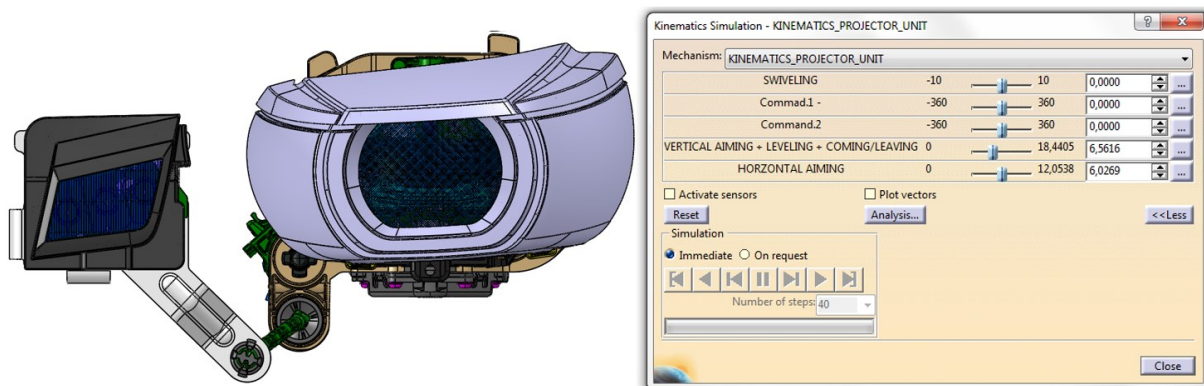 Kinematics Simulation - KINEMATICS_PROJECTOR_UNIT
Mechanism: KINEMATICS_PROJECTOR_UNIT
SWIVELING -10 10 0,0000 ...
Commad.1 - -360 360 0,0000 ...
Command.2 -360 360 0,0000 ...
VERTICAL AIMING + LEVELING + COMING/LEAVING 0 18,4405 6,5616 ...
HORZONTAL AIMING 0 12,0538 6,0269 ...
Activate sensors Plot vectors
Reset Analysis... <<Less
Simulation
Immediate On request
Number of steps: 40
Close